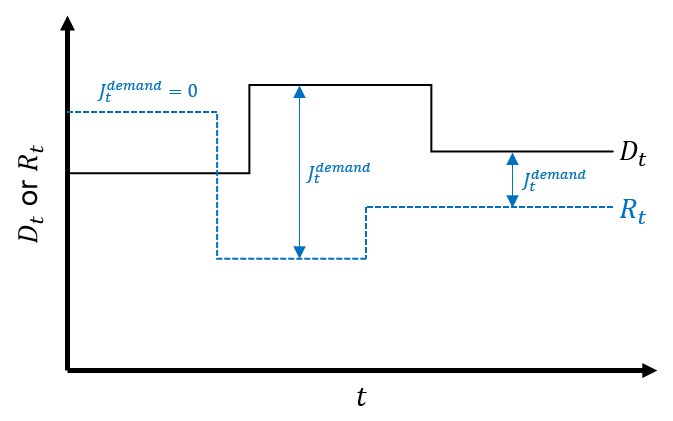 J_t^{demand} = 0
D_t or R_t
J_t^{demand}
D_t
J_t^{demand}
R_t
t